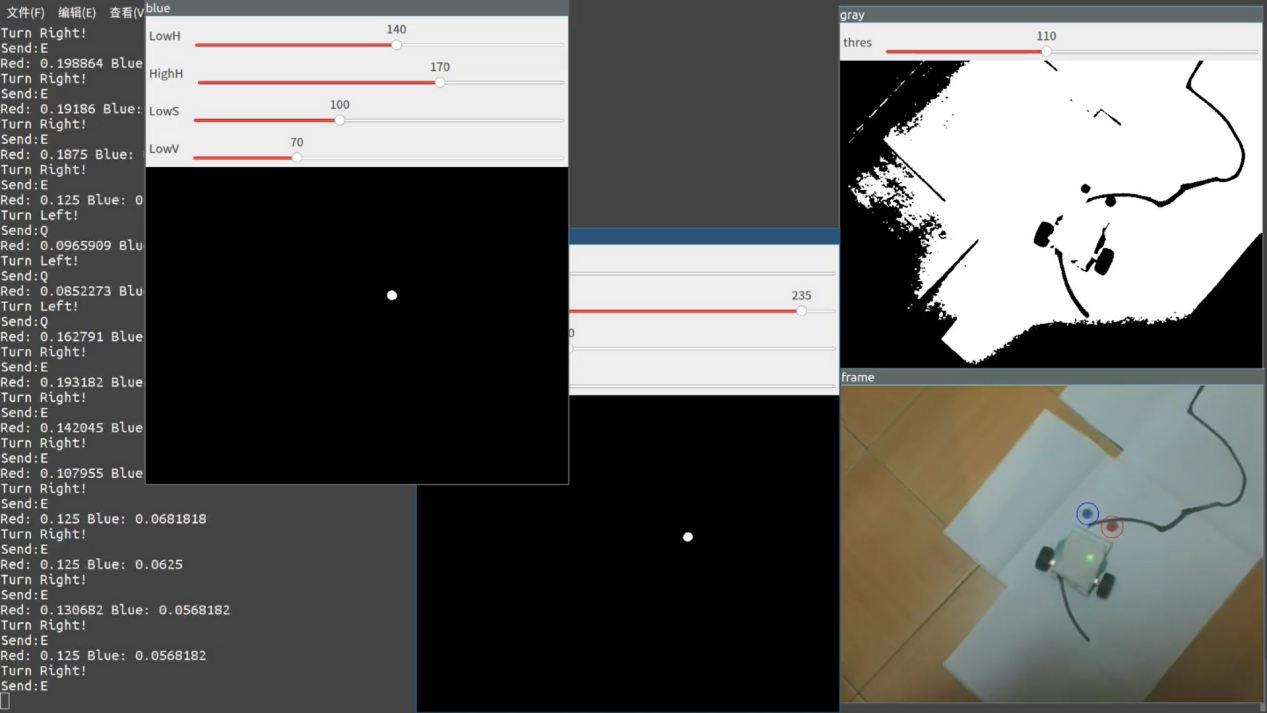 文件(F) 编辑(E) 查看(V
Turn Right!
Send:E
Red: 0.198864 Blue
Turn Right!
Send:E
Red: 0.19186 Blue:
Turn Right!
Send:E
Red: 0.1875 Blue:
Turn Right!
Send:E
Red: 0.125 Blue: 0
Turn Left!
Send:Q
Red: 0.0965909 Blu
Turn Left!
Send:Q
Red: 0.0852273 Blu
Turn Left!
Send:Q
Red: 0.162791 Blue
Turn Right!
Send:E
Red: 0.193182 Blue
Turn Right!
Send:E
Red: 0.142045 Blue
Turn Right!
Send:E
Red: 0.107955 Blue
Turn Right!
Send:E
Red: 0.125 Blue: 0.0681818
Turn Right!
Send:E
Red: 0.125 Blue: 0.0625
Turn Right!
Send:E
Red: 0.130682 Blue: 0.0568182
Turn Right!
Send:E
Red: 0.125 Blue: 0.0568182
Turn Right!
Send:E
blue
LowH 140
HighH 170
LowS 100
LowV 70
235
0
gray
thres 110
frame